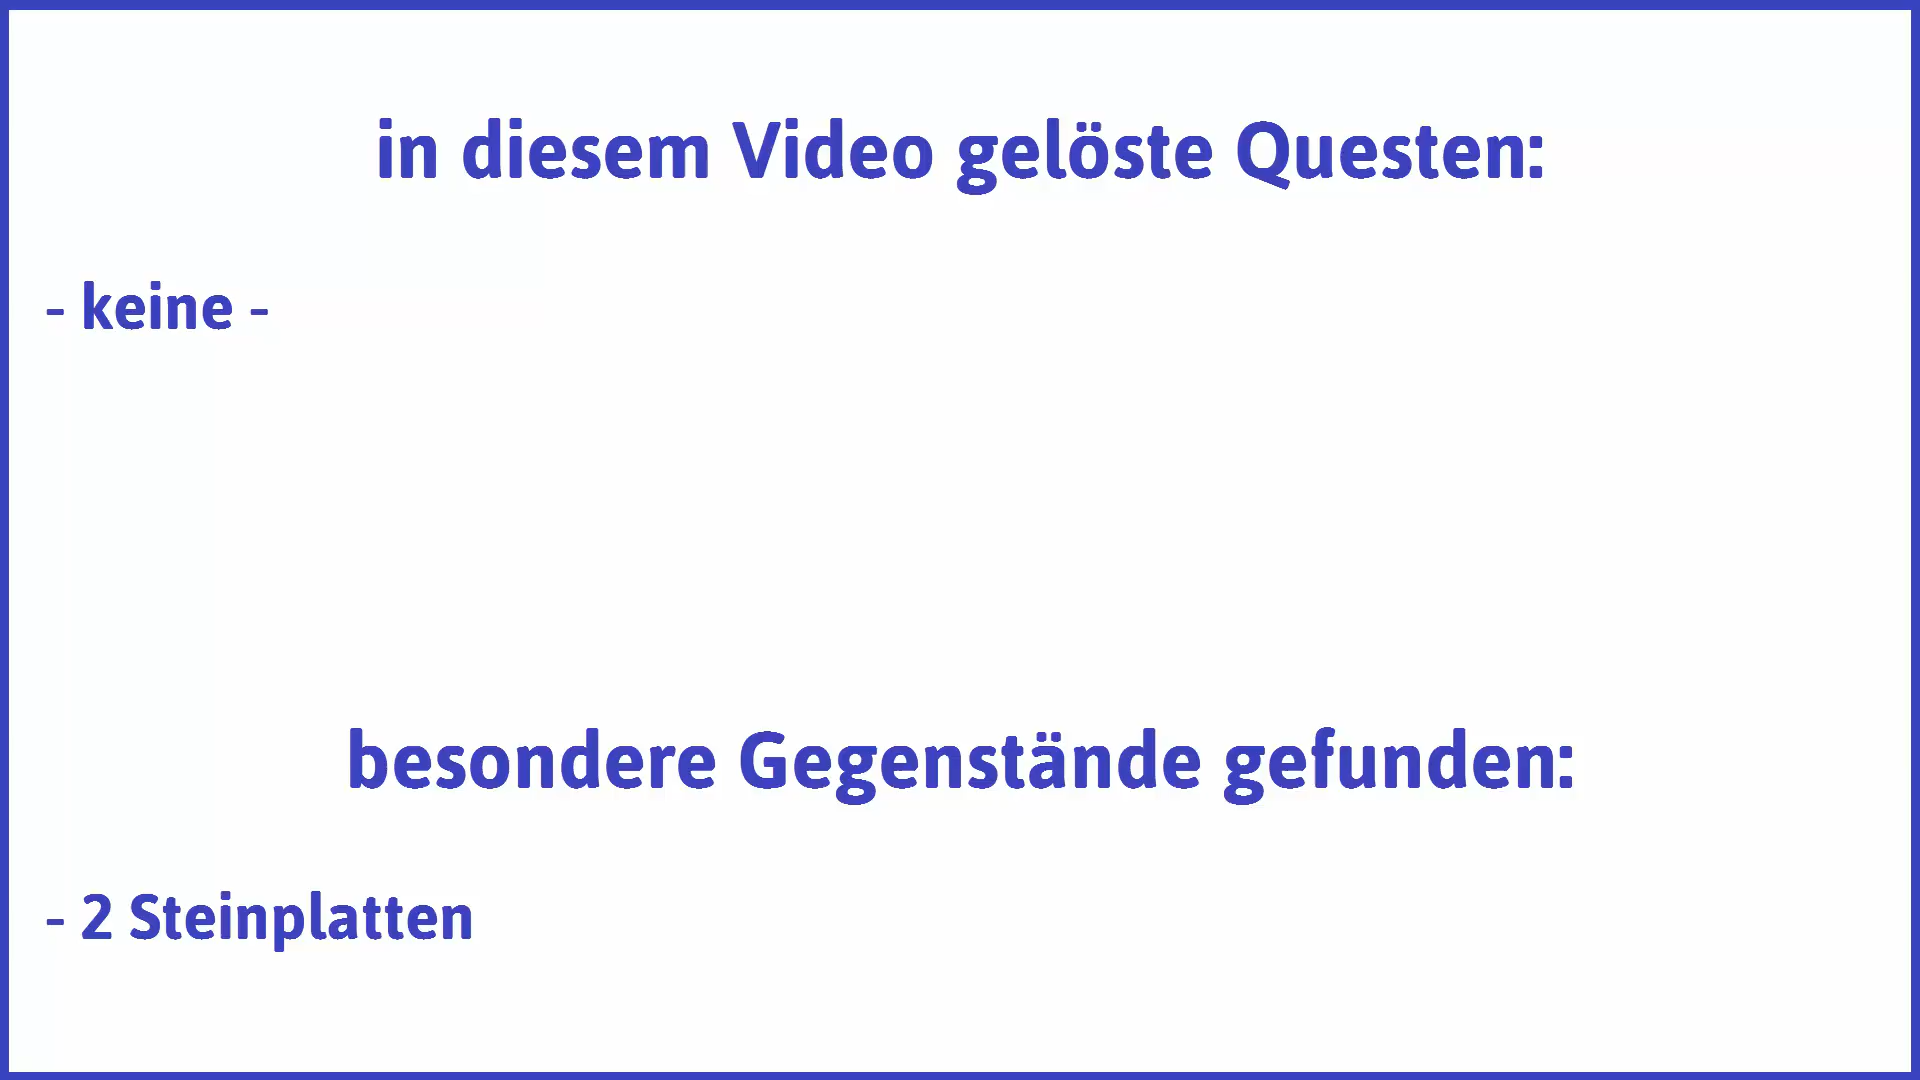 in diesem Video gelöste Questen:
- keine -
besondere Gegenstände gefunden:
- 2 Steinplatten